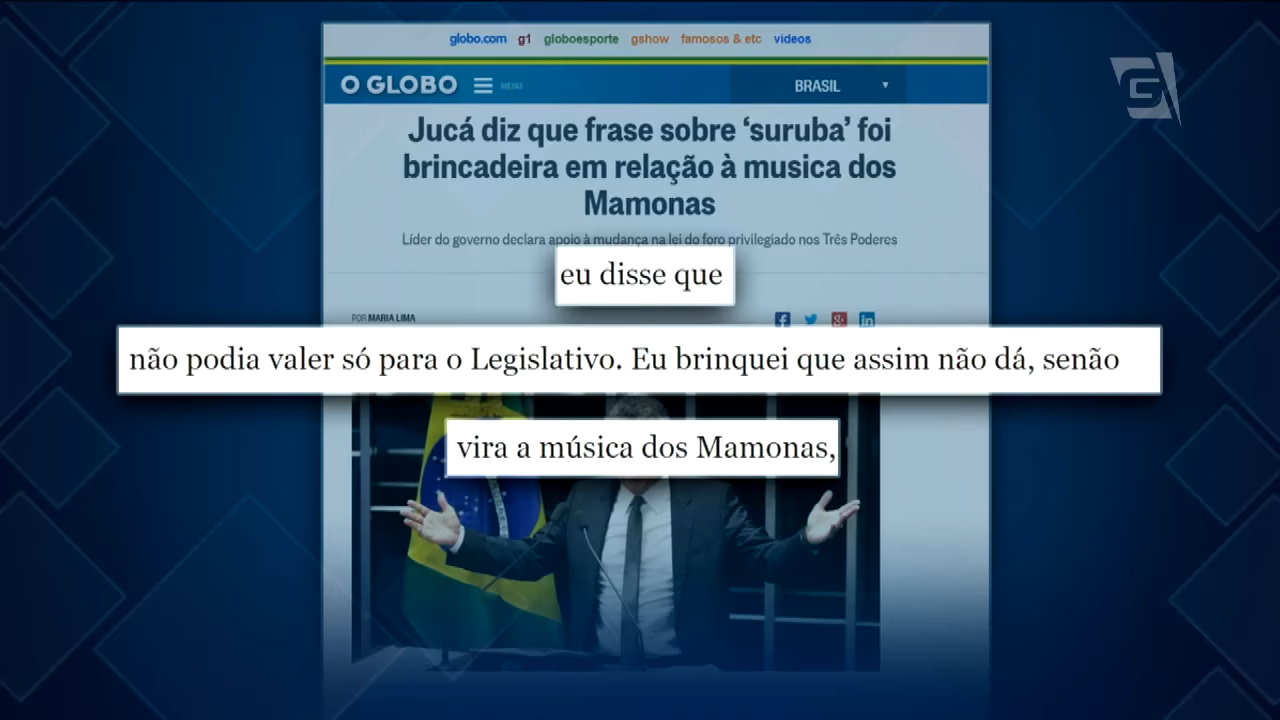 globo.com g1 globoesporte gshow famosos & etc videos
O GLOBO MENU BRASIL
Jucá diz que frase sobre ‘suruba’ foi
brincadeira em relação à musica dos
Mamonas
Líder do governo declara apoio à mudança na lei do foro privilegiado nos Três Poderes
eu disse que
POR MARIA LIMA
não podia valer só para o Legislativo. Eu brinquei que assim não dá, senão
vira a música dos Mamonas,